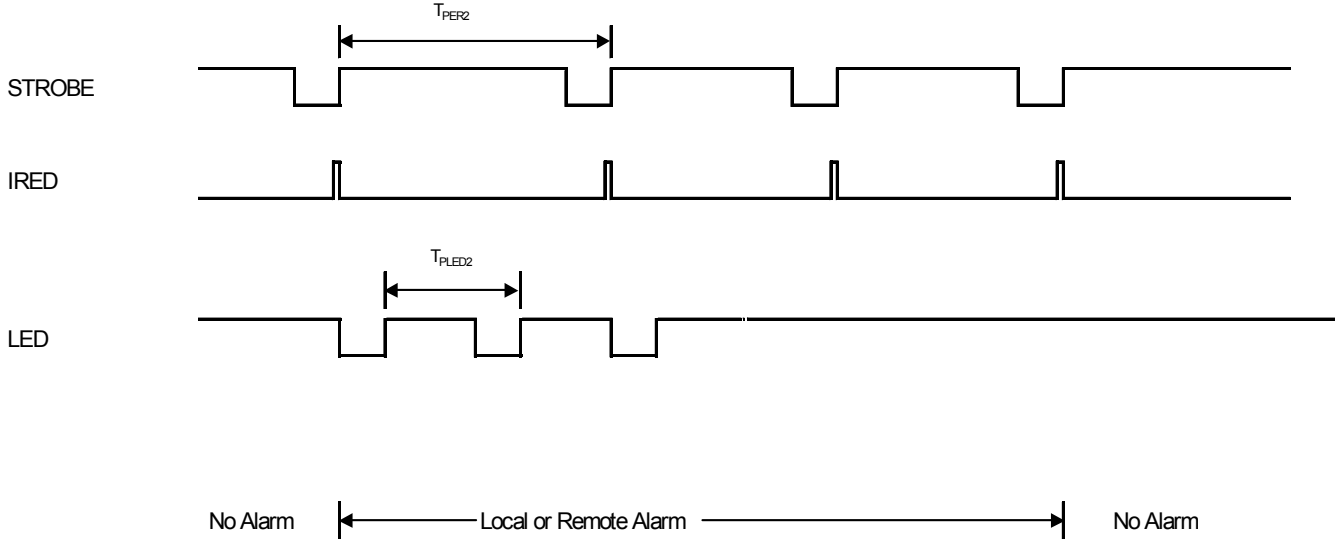 TPER2
STROBE
IRED
TPLED2
LED
No Alarm Local or Remote Alarm No Alarm